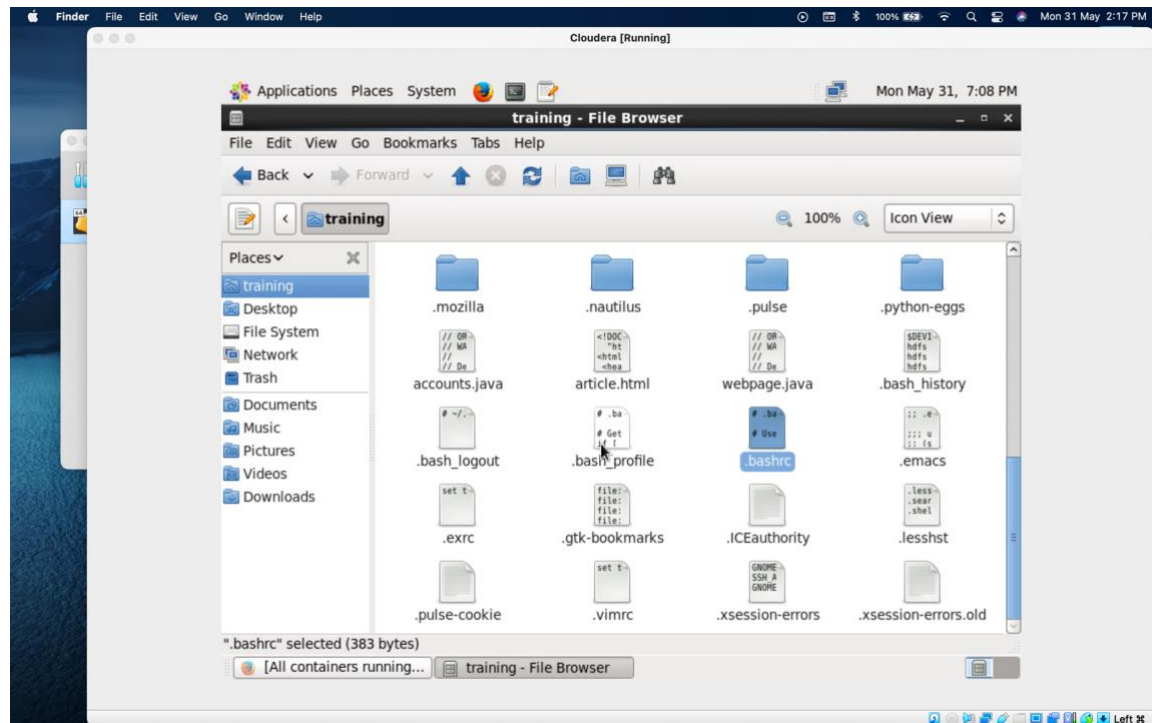 Finder File Edit View Go Window Help 100% Mon 31 May 2:17 PM
Cloudera [Running]
Applications Places System Mon May 31, 7:08 PM
training - File Browser
File Edit View Go Bookmarks Tabs Help
Back Forward
training 100% Icon View
Places
training
Desktop
File System
Network
Trash
Documents
Music
Pictures
Videos
Downloads
.mozilla .nautilus .pulse .python-eggs
accounts.java article.html webpage.java .bash_history
.bash_logout .bash_profile .bashrc .emacs
.exrc .gtk-bookmarks .ICEauthority .lesshst
.pulse-cookie .vimrc .xsession-errors .xsession-errors.old
".bashrc" selected (383 bytes)
[All containers running... training - File Browser
Left ⌘